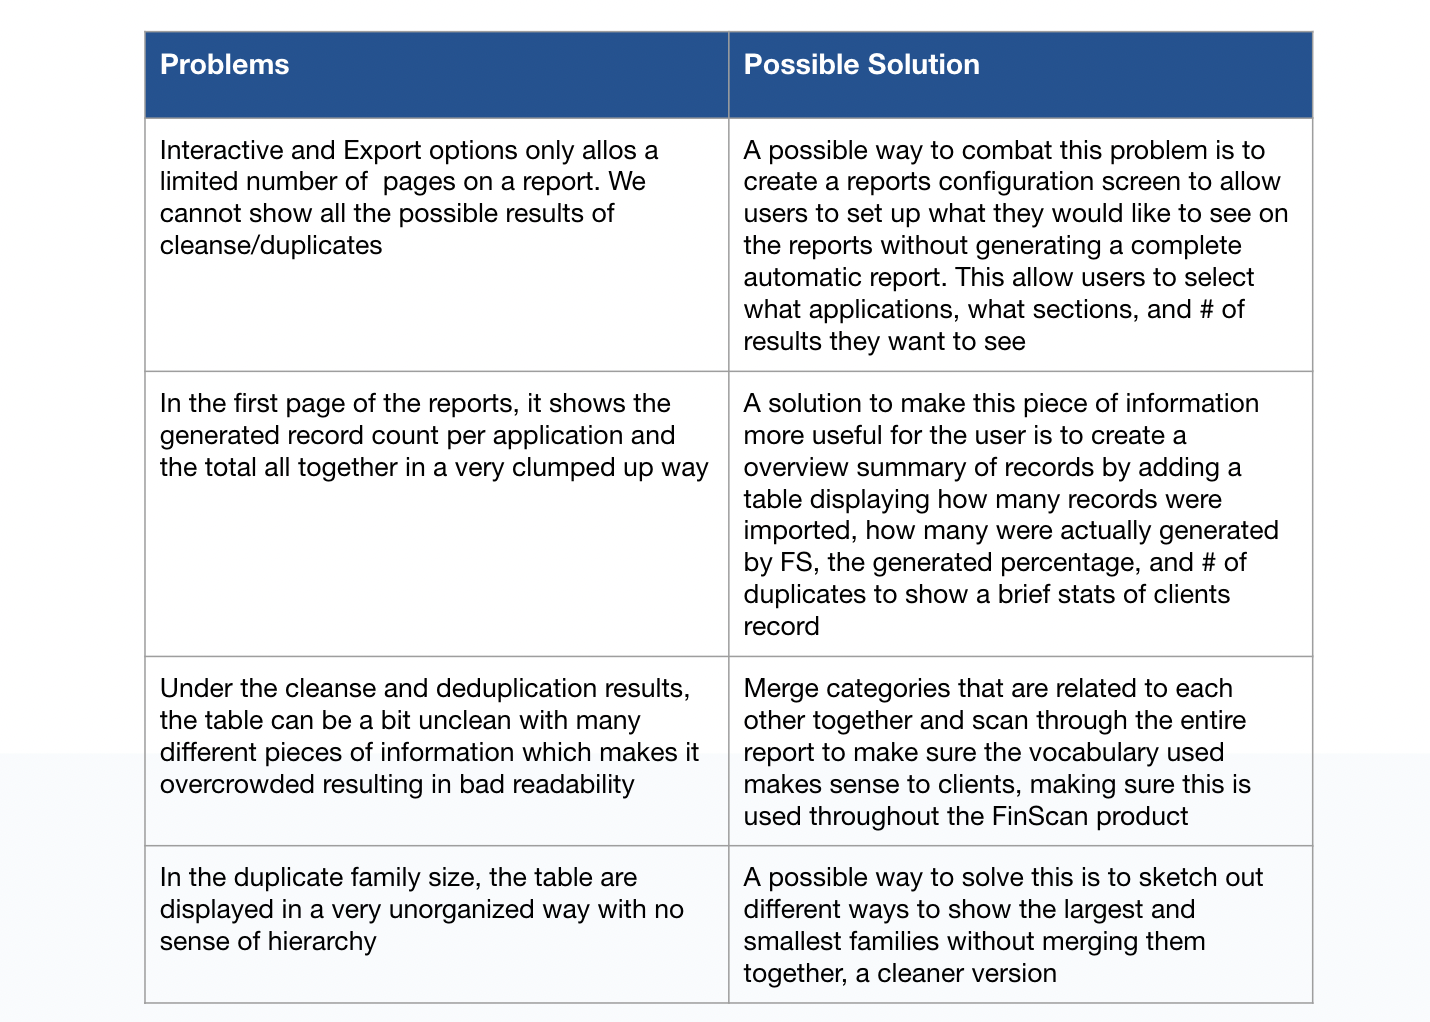 Problems
Possible Solution
Interactive and Export options only allos a
limited number of  pages on a report. We
cannot show all the possible results of
cleanse/duplicates
A possible way to combat this problem is to
create a reports configuration screen to allow
users to set up what they would like to see on
the reports without generating a complete
automatic report. This allow users to select
what applications, what sections, and # of
results they want to see
In the first page of the reports, it shows the
generated record count per application and
the total all together in a very clumped up way
A solution to make this piece of information
more useful for the user is to create a
overview summary of records by adding a
table displaying how many records were
imported, how many were actually generated
by FS, the generated percentage, and # of
duplicates to show a brief stats of clients
record
Under the cleanse and deduplication results,
the table can be a bit unclean with many
different pieces of information which makes it
overcrowded resulting in bad readability
Merge categories that are related to each
other together and scan through the entire
report to make sure the vocabulary used
makes sense to clients, making sure this is
used throughout the FinScan product
In the duplicate family size, the table are
displayed in a very unorganized way with no
sense of hierarchy
A possible way to solve this is to sketch out
different ways to show the largest and
smallest families without merging them
together, a cleaner version